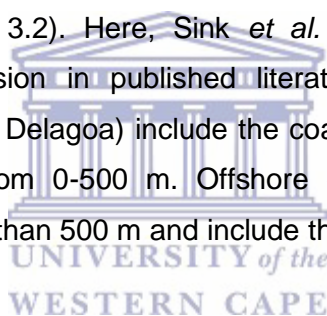 3.2). Here, Sink et al.
sion in published literat
Delagoa) include the coa
om 0-500 m. Offshore
than 500 m and include th
UNIVERSITY of the
WESTERN CAPE